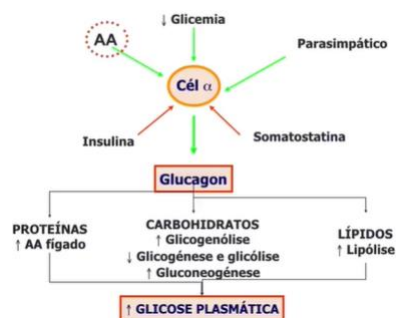 ↓ Glicemia
AA
Parasimpático
Cél α
Insulina
Somatostatina
Glucagon
PROTEÍNAS
↑ AA fígado
CARBOHIDRATOS
↑ Glicogenólise
↓ Glicogénese e glicólise
↑ Gluconeogénese
LÍPIDOS
↑ Lipólise
↑ GLICOSE PLASMÁTICA